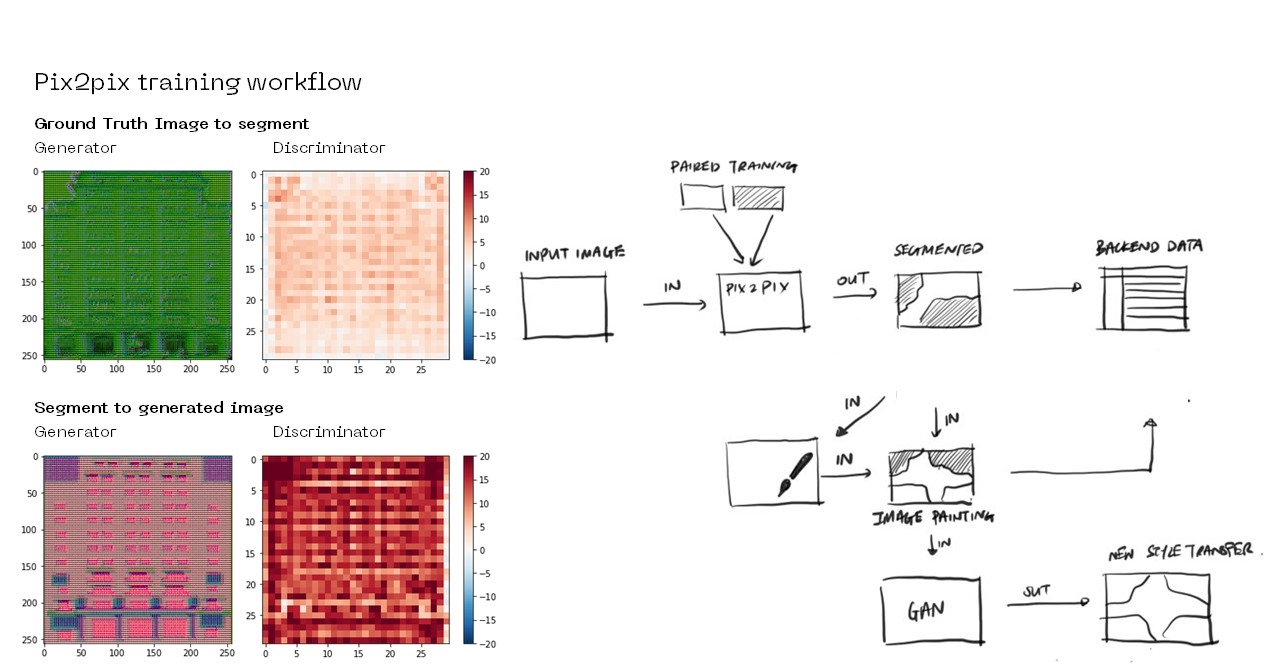 Pix2pix training workflow
Ground Truth Image to segment
Generator
Discriminator
0
50
100
150
200
250
0 50 100 150 200 250
0
5
10
15
20
25
0 5 10 15 20 25
20
15
10
5
0
−5
−10
−15
−20
Segment to generated image
Generator
Discriminator
0
50
100
150
200
250
0 50 100 150 200 250
0
5
10
15
20
25
0 5 10 15 20 25
20
15
10
5
0
−5
−10
−15
−20
PAIRED TRAINING
INPUT IMAGE
IN
PIX2PIX
OUT
SEGMENTED
BACKEND DATA
IN
IN
IN
IMAGE PAINTING
IN
GAN
OUT
NEW STYLE TRANSFER.